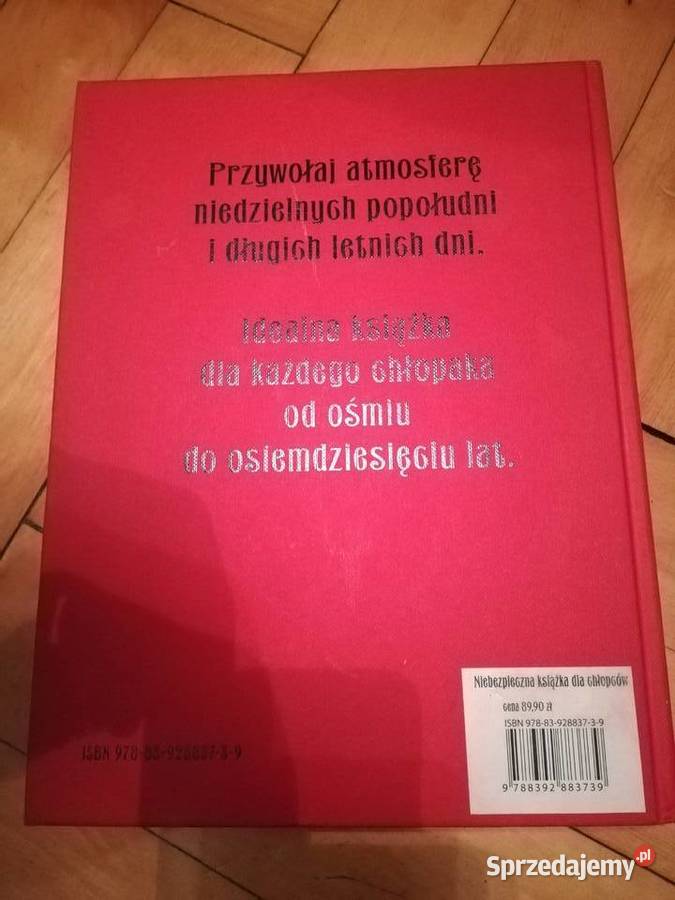 Przywołaj atmosferę
niedzielnych popołudni
i długich letnich dni.
Idealna książka
dla każdego chłopaka
od ośmiu
do osiemdziesięciu lat.
Niebezpieczna książka dla chłopców
cena 89,90 zł
ISBN 978-83-928837-3-9
9 788392 883739
ISBN 978-83-928837-3-9
Sprzedajemy.pl